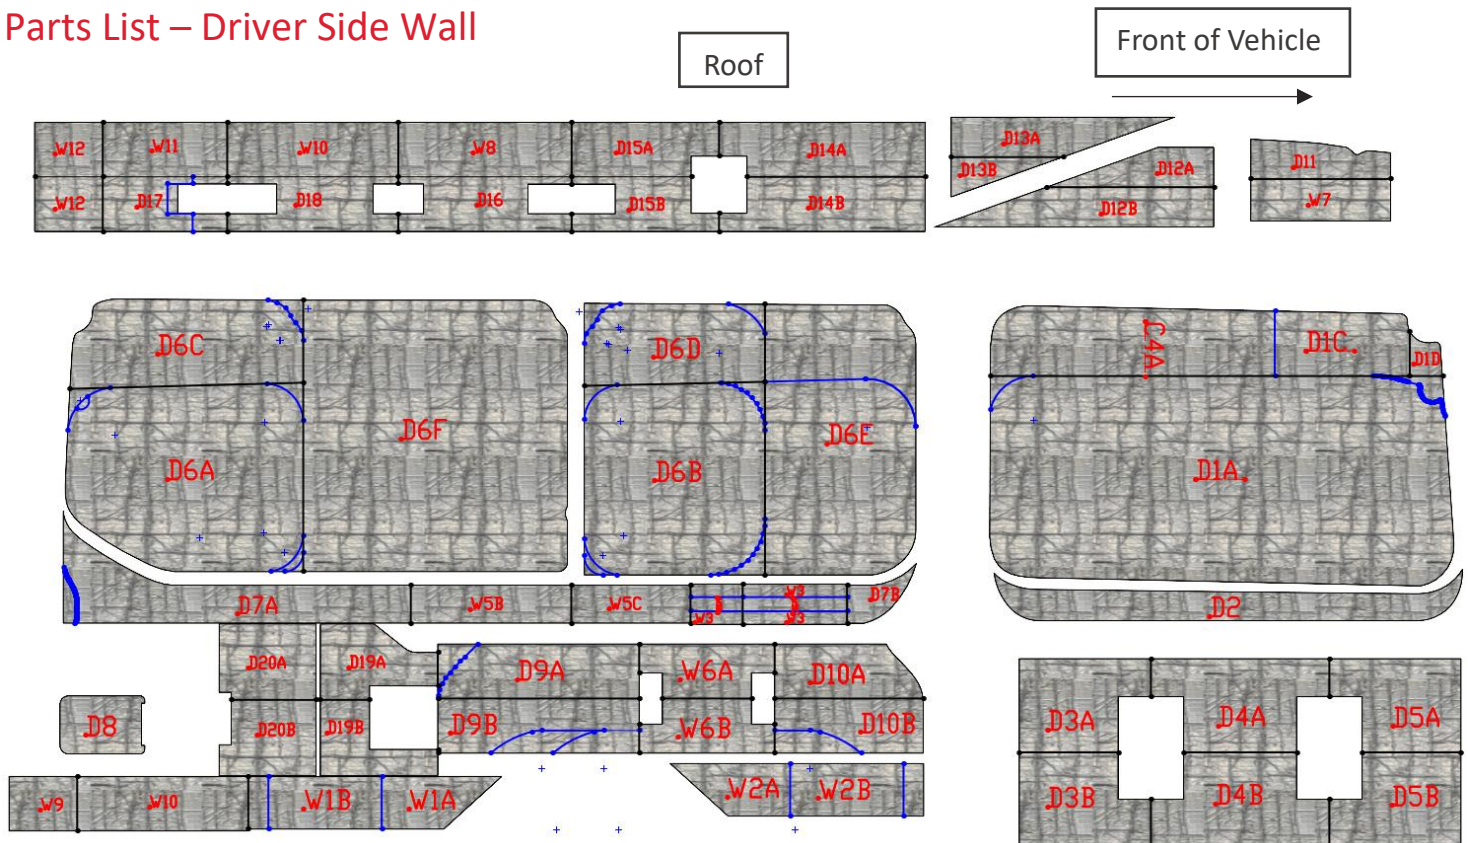 Parts List – Driver Side Wall
Roof
Front of Vehicle
W12 W11 W10 W8 D15A D14A
W12 D17 D18 D16 D15B D14B
D13A
D13B
D12A
D12B
D11
W7
D6C
D6A
D6F
D6D
D6B
D6E
C4A
D1C
D1D
D1A
D7A W5B W5C
W3
W3
W3
D7B
D2
D20A D19A
D20B D19B
D9A W6A D10A
D9B W6B D10B
D8
W9 W10 W1B W1A
W2A W2B
D3A D4A D5A
D3B D4B D5B